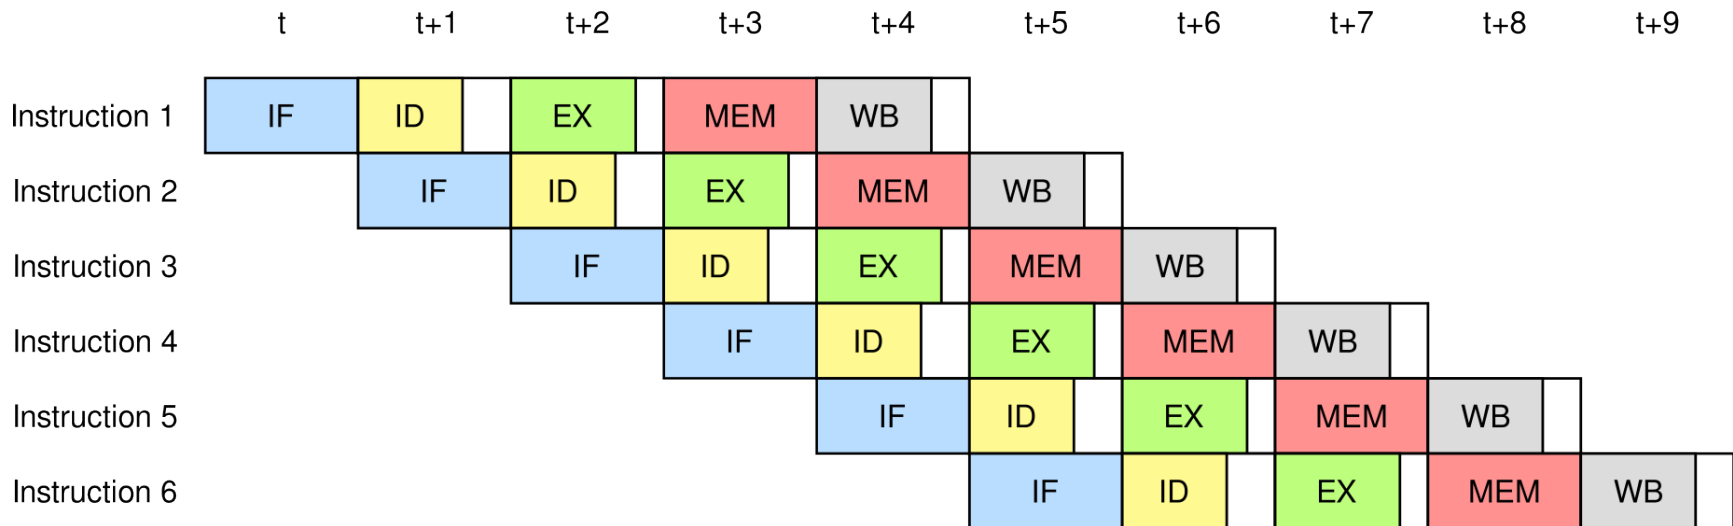 t t+1 t+2 t+3 t+4 t+5 t+6 t+7 t+8 t+9
Instruction 1 IF ID EX MEM WB
Instruction 2 IF ID EX MEM WB
Instruction 3 IF ID EX MEM WB
Instruction 4 IF ID EX MEM WB
Instruction 5 IF ID EX MEM WB
Instruction 6 IF ID EX MEM WB